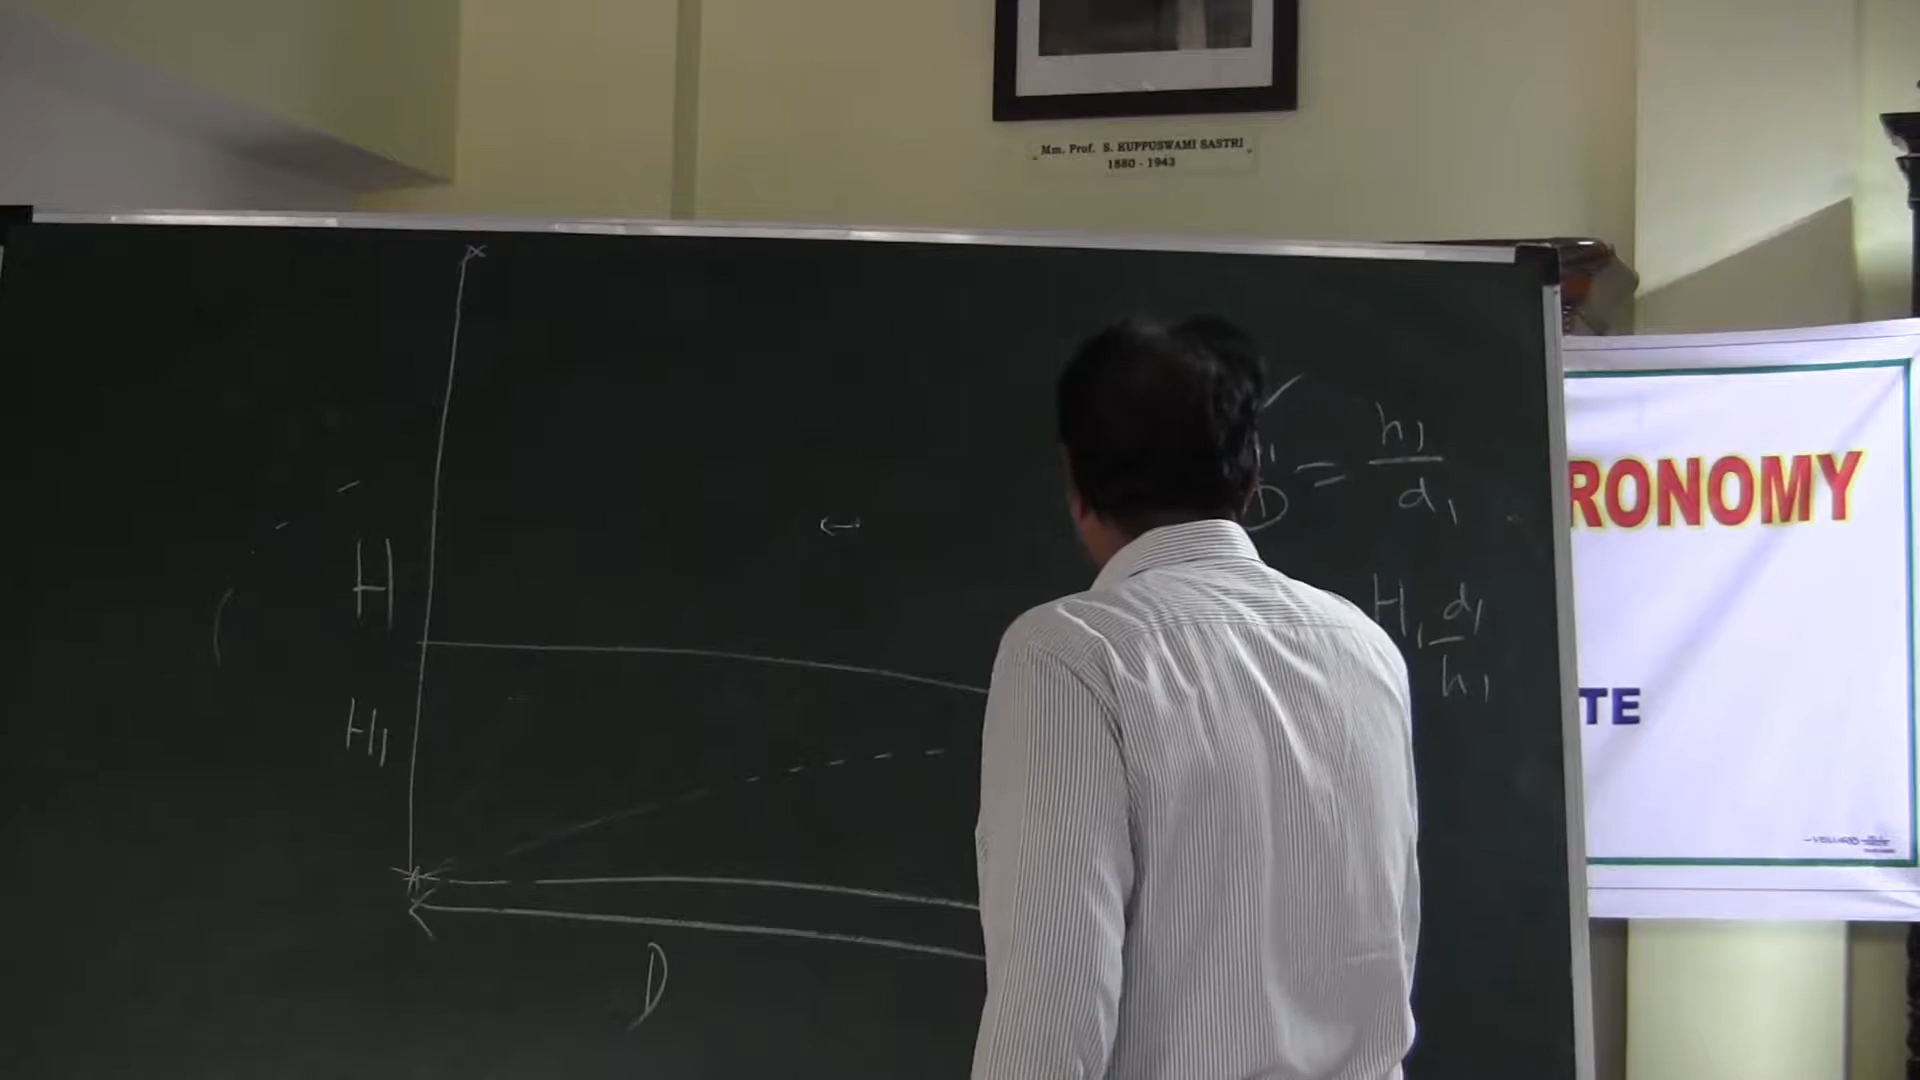 Mm. Prof. S. KUPPUSWAMI SASTRI
1880 - 1943
D = h1 / d1
H
H1 d1 / h1
H1
D
RONOMY
TE